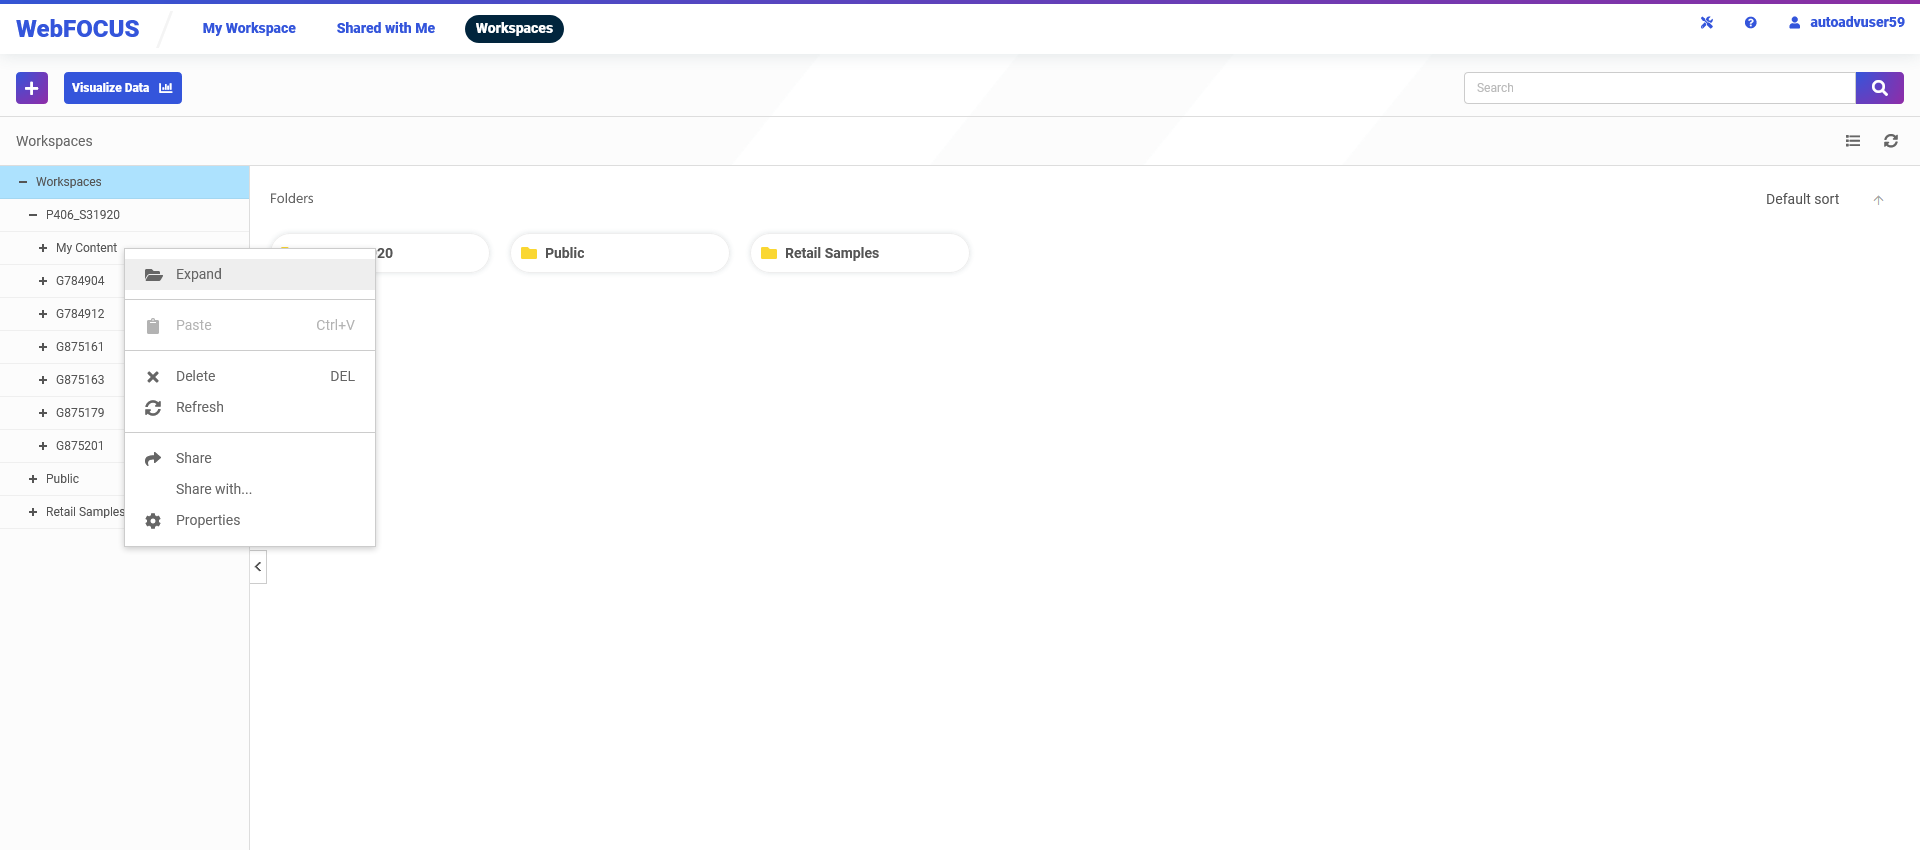 WebFOCUS
My Workspace
Shared with Me
Workspaces
autoadvuser59
Visualize Data
Search
Workspaces
Workspaces
P406_S31920
My Content
G784904
G784912
G875161
G875163
G875179
G875201
Public
Retail Samples
Expand
Paste Ctrl+V
Delete DEL
Refresh
Share
Share with...
Properties
Folders
Default sort
20
Public
Retail Samples